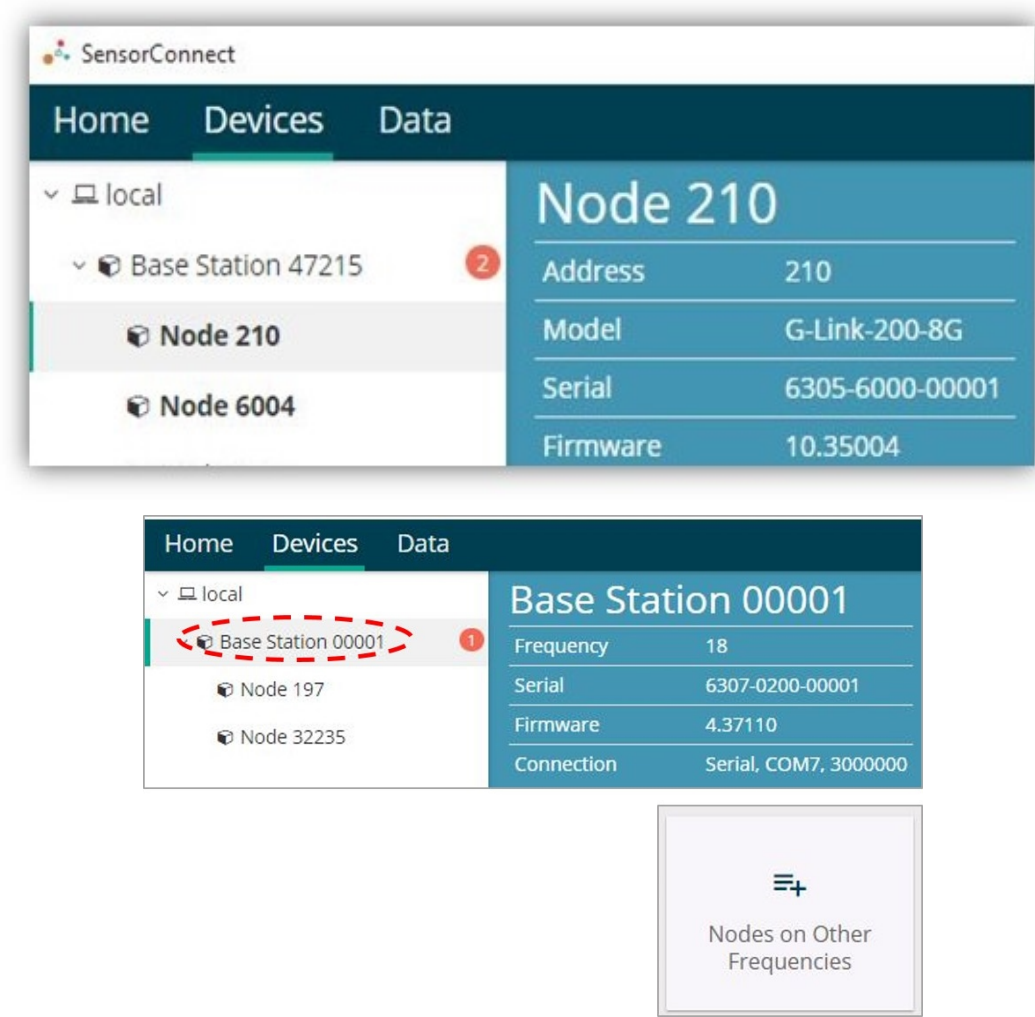 SensorConnect
Home Devices Data
local
Base Station 47215 2
Node 210
Node 6004
Node 210
Address 210
Model G-Link-200-8G
Serial 6305-6000-00001
Firmware 10.35004
Home Devices Data
local
Base Station 00001 1
Node 197
Node 32235
Base Station 00001
Frequency 18
Serial 6307-0200-00001
Firmware 4.37110
Connection Serial, COM7, 3000000
Nodes on Other
Frequencies